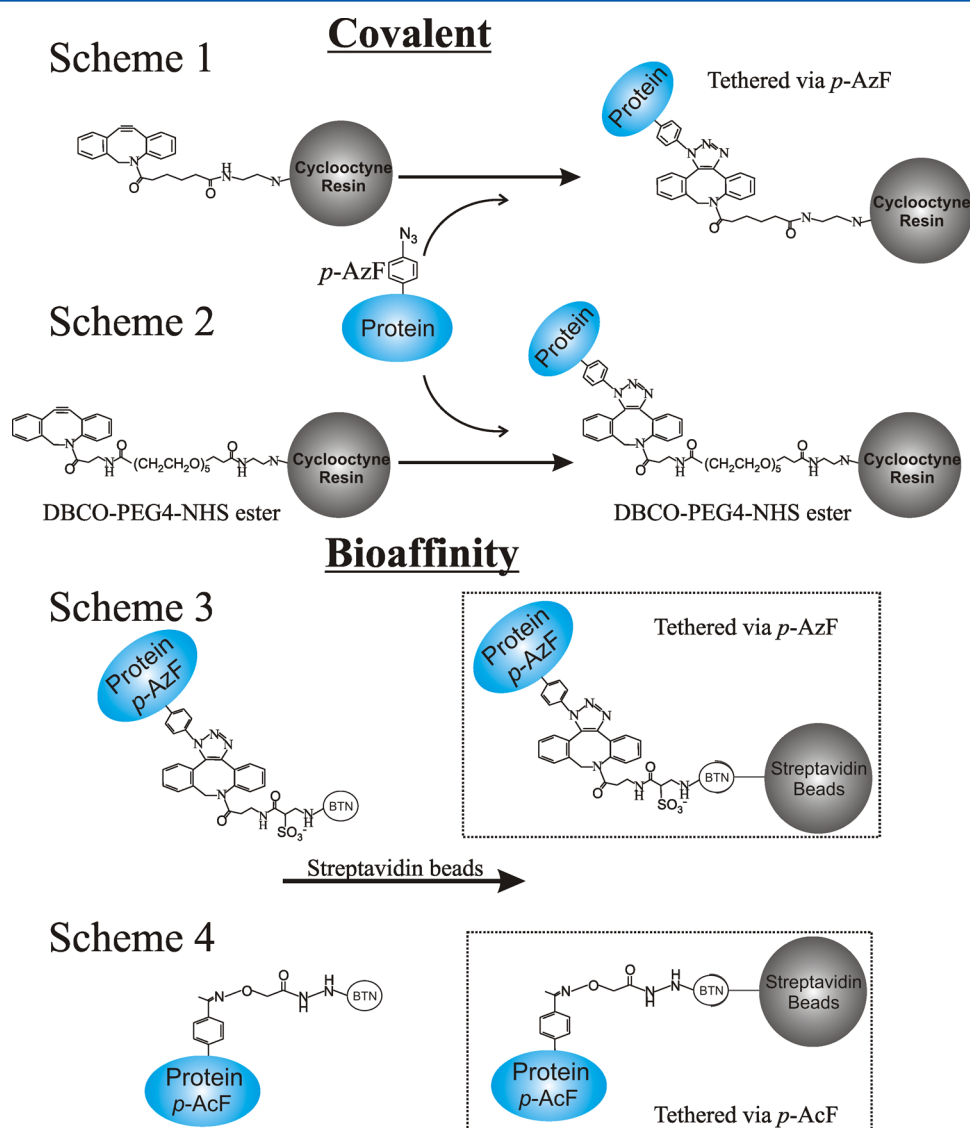 Covalent
Scheme 1
Protein
Tethered via p-AzF
N
N
N
N
O
O
H
N
N
Cyclooctyne
Resin
N
O
O
N
N
Cyclooctyne
Resin
N3
p-AzF
Protein
Scheme 2
Protein
N
N
N
N
O
N
H
O
(CH2CH2O)5
O
N
H
N
Cyclooctyne
Resin
DBCO-PEG4-NHS ester
N
O
N
H
O
(CH2CH2O)5
O
N
H
N
Cyclooctyne
Resin
DBCO-PEG4-NHS ester
Bioaffinity
Scheme 3
Protein
p-AzF
N
N
N
N
O
N
H
O
SO3-
N
H
BTN
Protein
p-AzF
Tethered via p-AzF
N
N
N
N
O
N
H
O
SO3-
N
H
BTN
Streptavidin
Beads
Streptavidin beads
Scheme 4
N
O
O
N
H
H
N
BTN
Protein
p-AcF
N
O
O
N
H
H
N
BTN
Streptavidin
Beads
Protein
p-AcF
Tethered via p-AcF